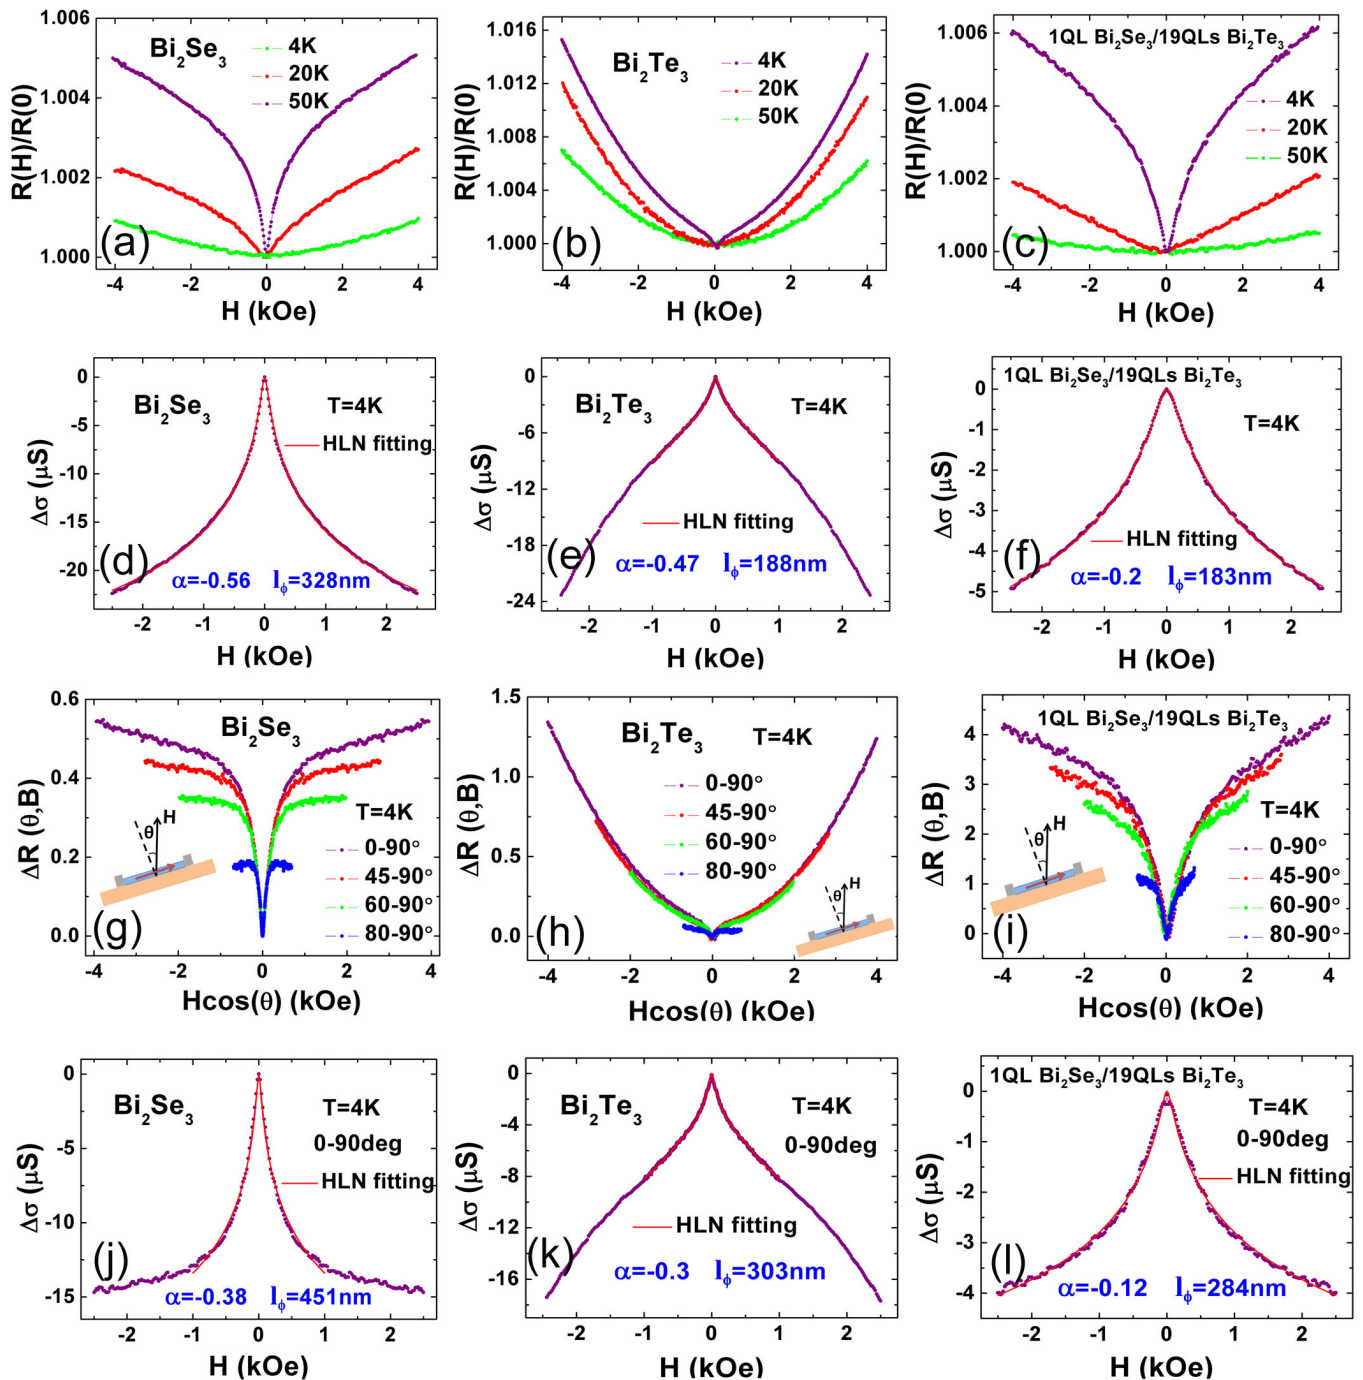 1.006
1.004
1.002
1.000
R(H)/R(0)
Bi2Se3
4K
20K
50K
(a)
-4 -2 0 2 4
H (kOe)
1.016
1.012
1.008
1.004
1.000
R(H)/R(0)
Bi2Te3
4K
20K
50K
(b)
-4 -2 0 2 4
H (kOe)
1.006
1.004
1.002
1.000
R(H)/R(0)
1QL Bi2Se3/19QLs Bi2Te3
4K
20K
50K
(c)
-4 -2 0 2 4
H (kOe)
0
-5
-10
-15
-20
Δσ (μS)
Bi2Se3
T=4K
HLN fitting
(d)
α=-0.56 lϕ=328nm
-2 -1 0 1 2
H (kOe)
0
-6
-12
-18
-24
Δσ (μS)
Bi2Te3
T=4K
HLN fitting
(e)
α=-0.47 lϕ=188nm
-2 -1 0 1 2
H (kOe)
0
-1
-2
-3
-4
-5
Δσ (μS)
1QL Bi2Se3/19QLs Bi2Te3
T=4K
HLN fitting
(f)
α=-0.2 lϕ=183nm
-2 -1 0 1 2
H (kOe)
0.6
0.4
0.2
0.0
ΔR (θ,B)
Bi2Se3
θ H
T=4K
0-90°
45-90°
60-90°
80-90°
(g)
-4 -2 0 2 4
Hcos(θ) (kOe)
1.5
1.0
0.5
0.0
ΔR (θ,B)
Bi2Te3
T=4K
0-90°
45-90°
60-90°
80-90°
θ H
(h)
-4 -2 0 2 4
Hcos(θ) (kOe)
4
3
2
1
0
ΔR (θ,B)
1QL Bi2Se3/19QLs Bi2Te3
θ H
T=4K
0-90°
45-90°
60-90°
80-90°
(i)
-4 -2 0 2 4
Hcos(θ) (kOe)
0
-5
-10
-15
Δσ (μS)
Bi2Se3
T=4K
0-90deg
HLN fitting
(j)
α=-0.38 lϕ=451nm
-2 -1 0 1 2
H (kOe)
0
-4
-8
-12
-16
Δσ (μS)
Bi2Te3
T=4K
0-90deg
HLN fitting
(k)
α=-0.3 lϕ=303nm
-2 -1 0 1 2
H (kOe)
0
-1
-2
-3
-4
Δσ (μS)
1QL Bi2Se3/19QLs Bi2Te3
T=4K
0-90deg
HLN fitting
(l)
α=-0.12 lϕ=284nm
-2 -1 0 1 2
H (kOe)